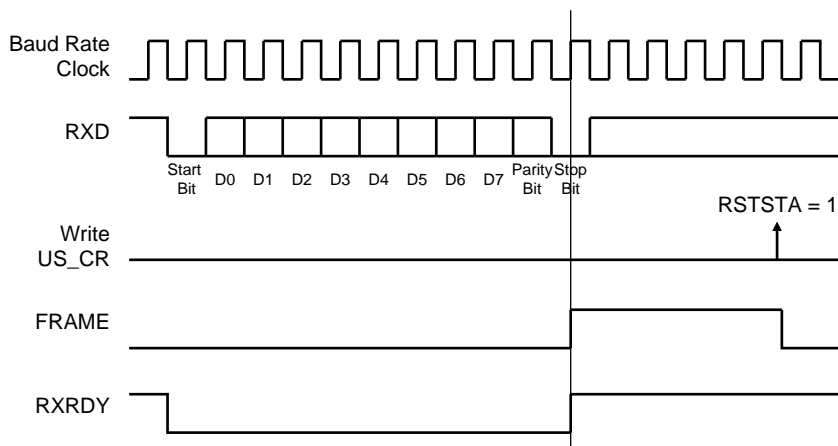 Baud Rate
Clock
RXD
Start
Bit
D0
D1
D2
D3
D4
D5
D6
D7
Parity
Bit
Stop
Bit
RSTSTA = 1
Write
US_CR
FRAME
RXRDY